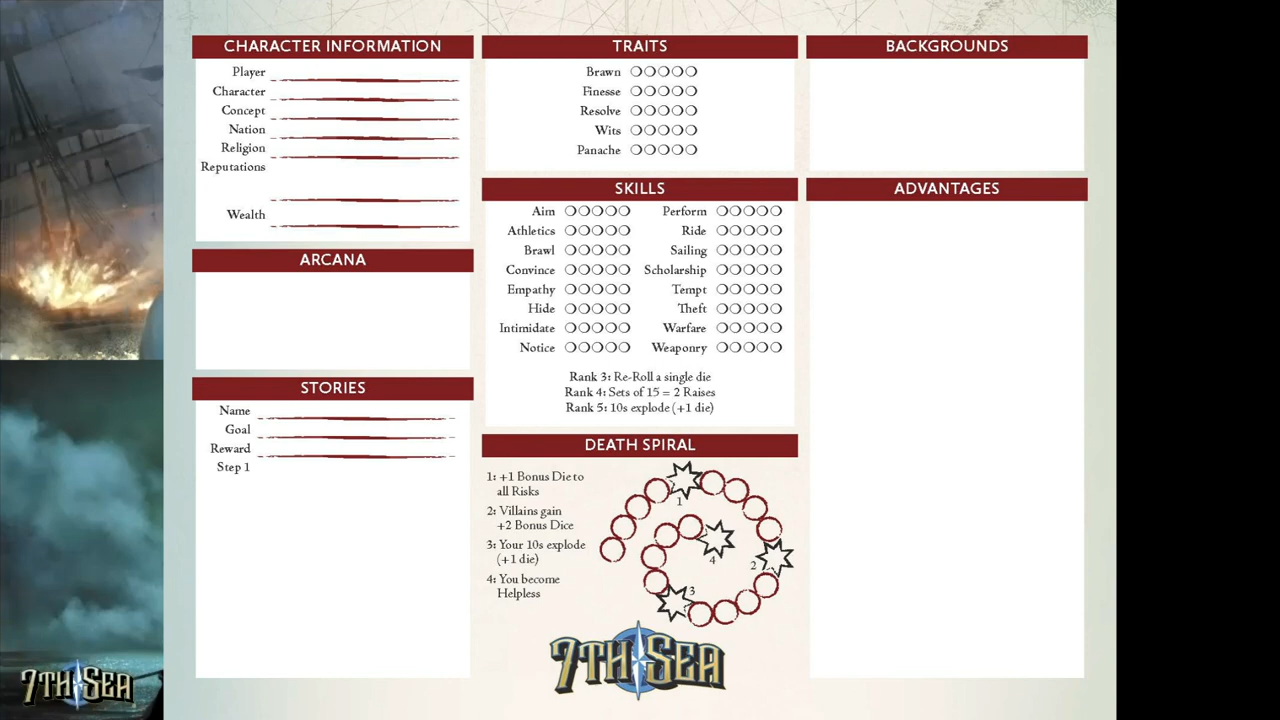 CHARACTER INFORMATION
Player
Character
Concept
Nation
Religion
Reputations
Wealth
ARCANA
STORIES
Name
Goal
Reward
Step 1
TRAITS
Brawn
Finesse
Resolve
Wits
Panache
SKILLS
Aim
Athletics
Brawl
Convince
Empathy
Hide
Intimidate
Notice
Perform
Ride
Sailing
Scholarship
Tempt
Theft
Warfare
Weaponry
Rank 3: Re-Roll a single die
Rank 4: Sets of 15 = 2 Raises
Rank 5: 10s explode (+1 die)
DEATH SPIRAL
1: +1 Bonus Die to
all Risks
2: Villains gain
+2 Bonus Dice
3: Your 10s explode
(+1 die)
4: You become
Helpless
1
2
3
4
7TH SEA
BACKGROUNDS
ADVANTAGES
7TH SEA